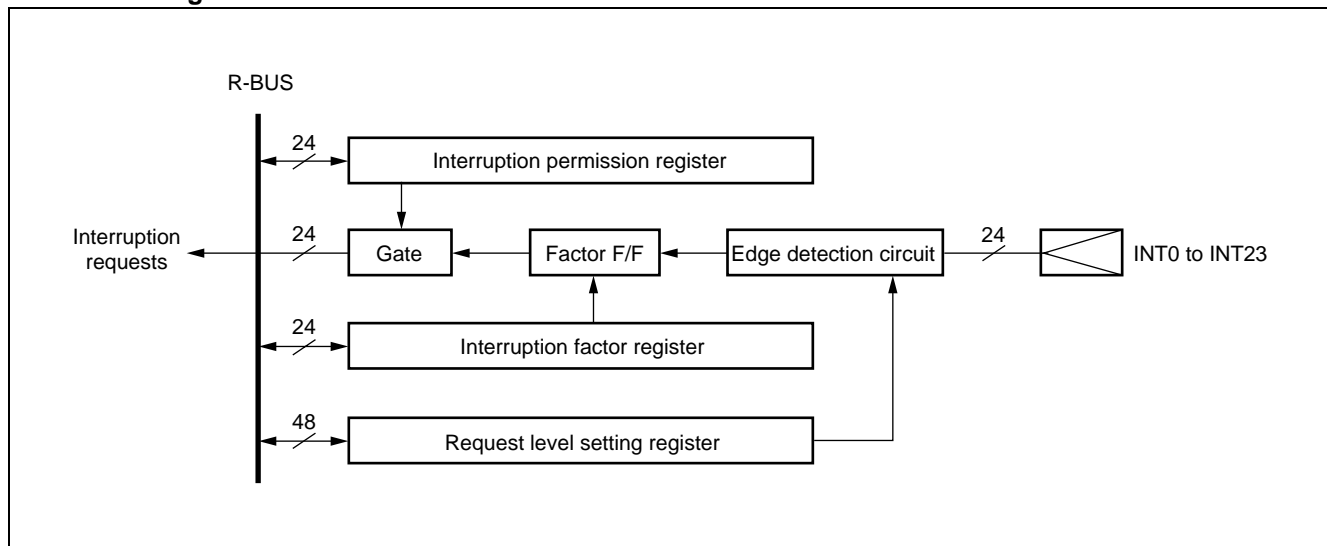 R-BUS
24
Interruption permission register
Interruption
requests
24
Gate
Factor F/F
Edge detection circuit
24
INT0 to INT23
24
Interruption factor register
48
Request level setting register